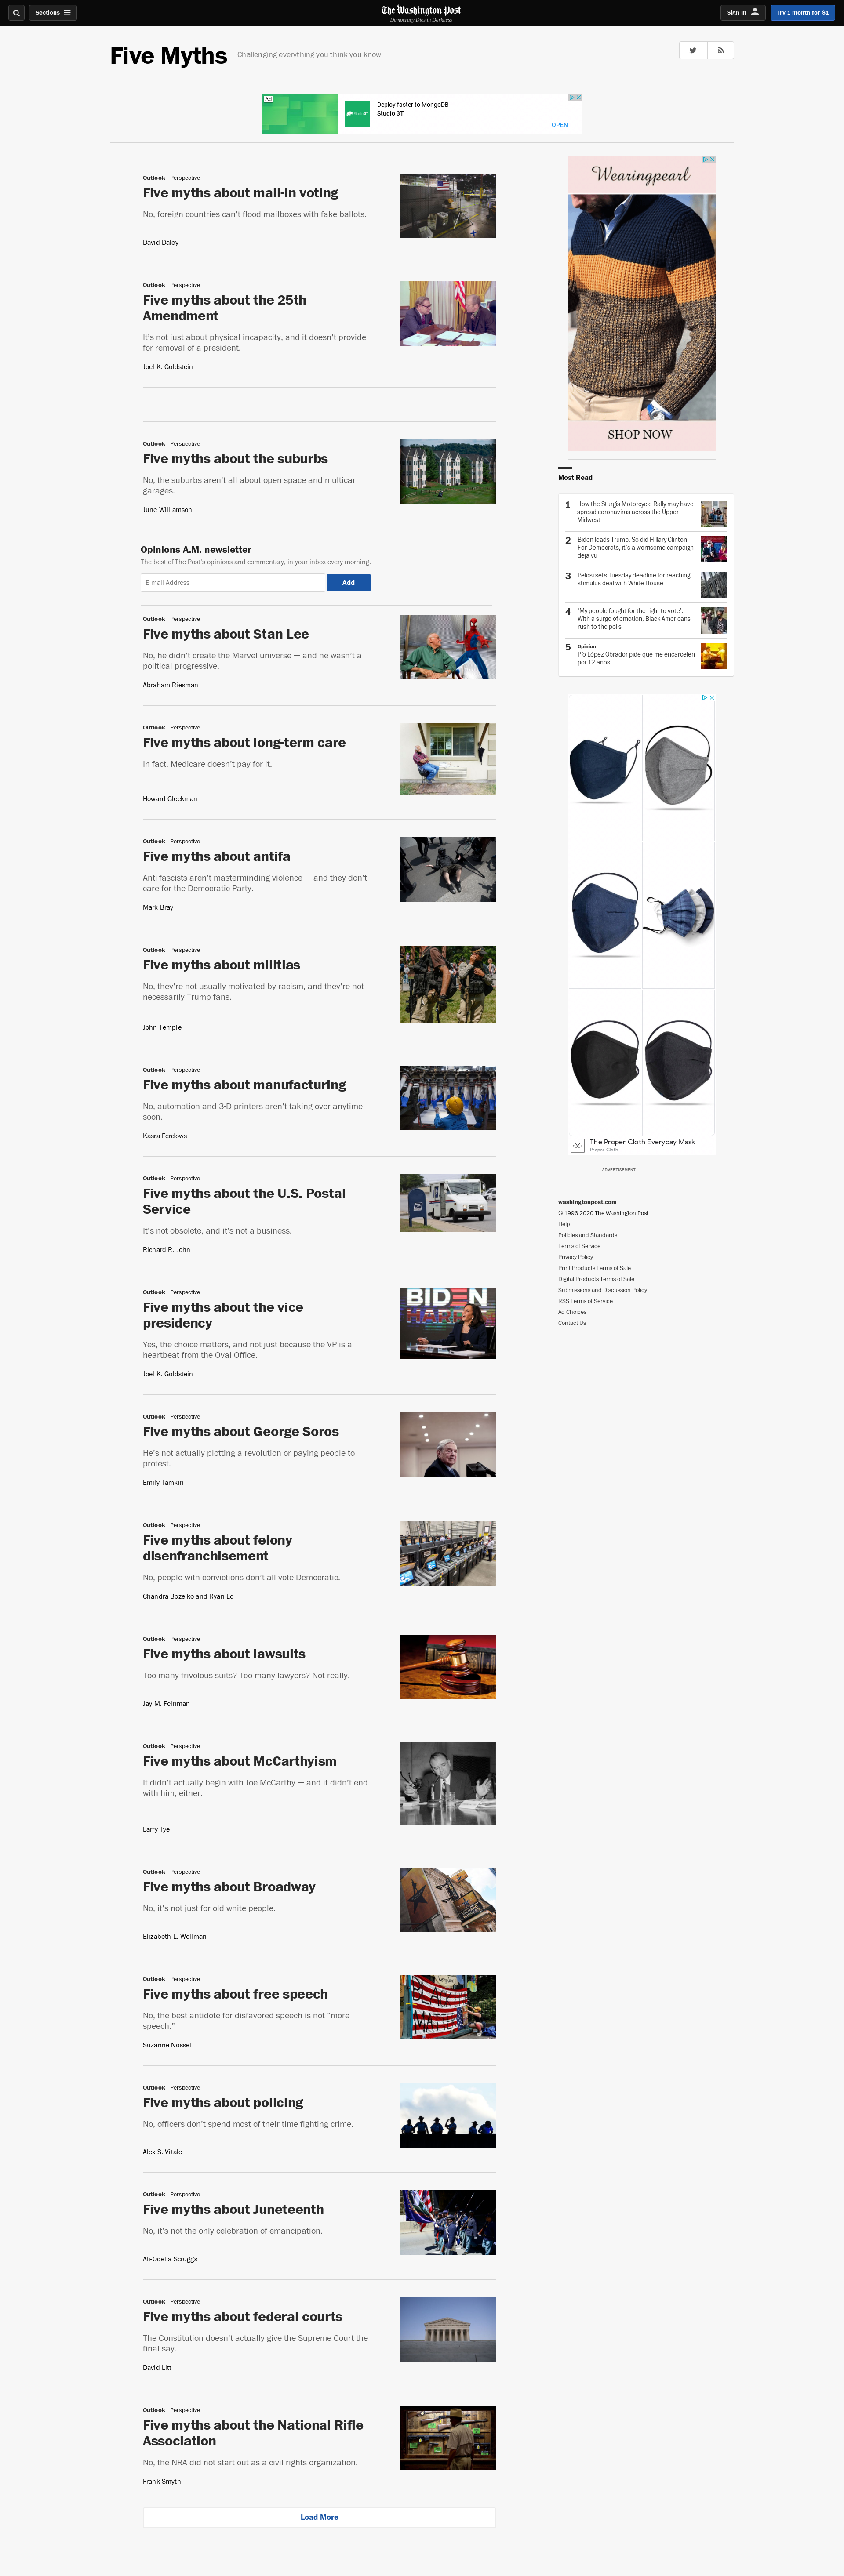 Sections
The Washington Post
Democracy Dies in Darkness
Sign In
Try 1 month for $1
Five Myths
Challenging everything you think you know
Ad
Deploy faster to MongoDB
Studio 3T
OPEN
Outlook Perspective
Five myths about mail-in voting
No, foreign countries can't flood mailboxes with fake ballots.
David Daley
Outlook Perspective
Five myths about the 25th
Amendment
It's not just about physical incapacity, and it doesn't provide
for removal of a president.
Joel K. Goldstein
Outlook Perspective
Five myths about the suburbs
No, the suburbs aren't all about open space and multicar
garages.
June Williamson
Opinions A.M. newsletter
The best of The Post's opinions and commentary, in your inbox every morning.
E-mail Address
Add
Outlook Perspective
Five myths about Stan Lee
No, he didn't create the Marvel universe — and he wasn't a
political progressive.
Abraham Riesman
Outlook Perspective
Five myths about long-term care
In fact, Medicare doesn't pay for it.
Howard Gleckman
Outlook Perspective
Five myths about antifa
Anti-fascists aren't masterminding violence — and they don't
care for the Democratic Party.
Mark Bray
Outlook Perspective
Five myths about militias
No, they're not usually motivated by racism, and they're not
necessarily Trump fans.
John Temple
Outlook Perspective
Five myths about manufacturing
No, automation and 3-D printers aren't taking over anytime
soon.
Kasra Ferdows
Outlook Perspective
Five myths about the U.S. Postal
Service
It's not obsolete, and it's not a business.
Richard R. John
Outlook Perspective
Five myths about the vice
presidency
Yes, the choice matters, and not just because the VP is a
heartbeat from the Oval Office.
Joel K. Goldstein
BIDEN
Outlook Perspective
Five myths about George Soros
He's not actually plotting a revolution or paying people to
protest.
Emily Tamkin
Outlook Perspective
Five myths about felony
disenfranchisement
No, people with convictions don't all vote Democratic.
Chandra Bozelko and Ryan Lo
Outlook Perspective
Five myths about lawsuits
Too many frivolous suits? Too many lawyers? Not really.
Jay M. Feinman
Outlook Perspective
Five myths about McCarthyism
It didn't actually begin with Joe McCarthy — and it didn't end
with him, either.
Larry Tye
Outlook Perspective
Five myths about Broadway
No, it's not just for old white people.
Elizabeth L. Wollman
Outlook Perspective
Five myths about free speech
No, the best antidote for disfavored speech is not "more
speech."
Suzanne Nossel
Outlook Perspective
Five myths about policing
No, officers don't spend most of their time fighting crime.
Alex S. Vitale
Outlook Perspective
Five myths about Juneteenth
No, it's not the only celebration of emancipation.
Afi-Odelia Scruggs
Outlook Perspective
Five myths about federal courts
The Constitution doesn't actually give the Supreme Court the
final say.
David Litt
Outlook Perspective
Five myths about the National Rifle
Association
No, the NRA did not start out as a civil rights organization.
Frank Smyth
Load More
Wearingpearl
SHOP NOW
Most Read
1 How the Sturgis Motorcycle Rally may have
spread coronavirus across the Upper
Midwest
2 Biden leads Trump. So did Hillary Clinton.
For Democrats, it's a worrisome campaign
deja vu
3 Pelosi sets Tuesday deadline for reaching
stimulus deal with White House
4 'My people fought for the right to vote':
With a surge of emotion, Black Americans
rush to the polls
5 Opinion
Pío López Obrador pide que me encarcelen
por 12 años
The Proper Cloth Everyday Mask
Proper Cloth
ADVERTISEMENT
washingtonpost.com
© 1996-2020 The Washington Post
Help
Policies and Standards
Terms of Service
Privacy Policy
Print Products Terms of Sale
Digital Products Terms of Sale
Submissions and Discussion Policy
RSS Terms of Service
Ad Choices
Contact Us